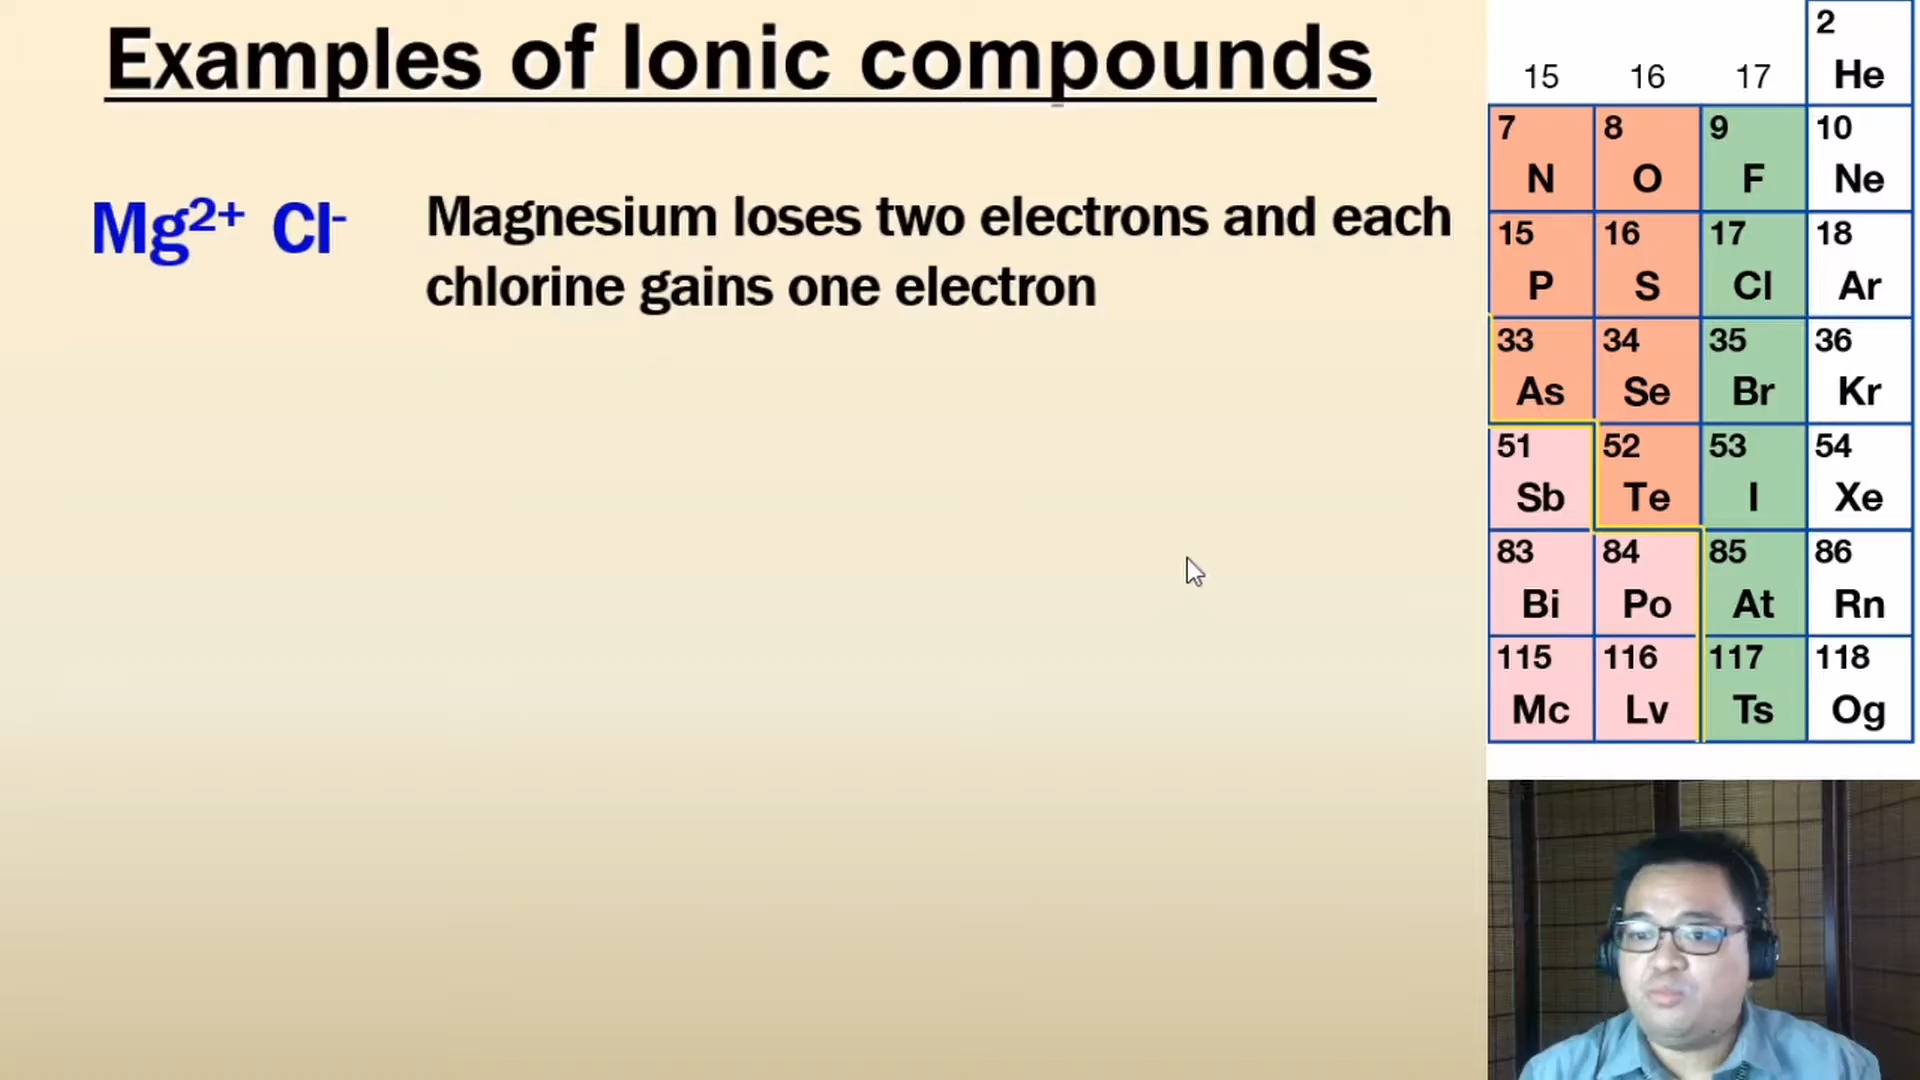 Examples of Ionic compounds
Mg²⁺ Cl⁻
Magnesium loses two electrons and each
chlorine gains one electron
2
15 16 17 He
7 8 9 10
N O F Ne
15 16 17 18
P S Cl Ar
33 34 35 36
As Se Br Kr
51 52 53 54
Sb Te I Xe
83 84 85 86
Bi Po At Rn
115 116 117 118
Mc Lv Ts Og